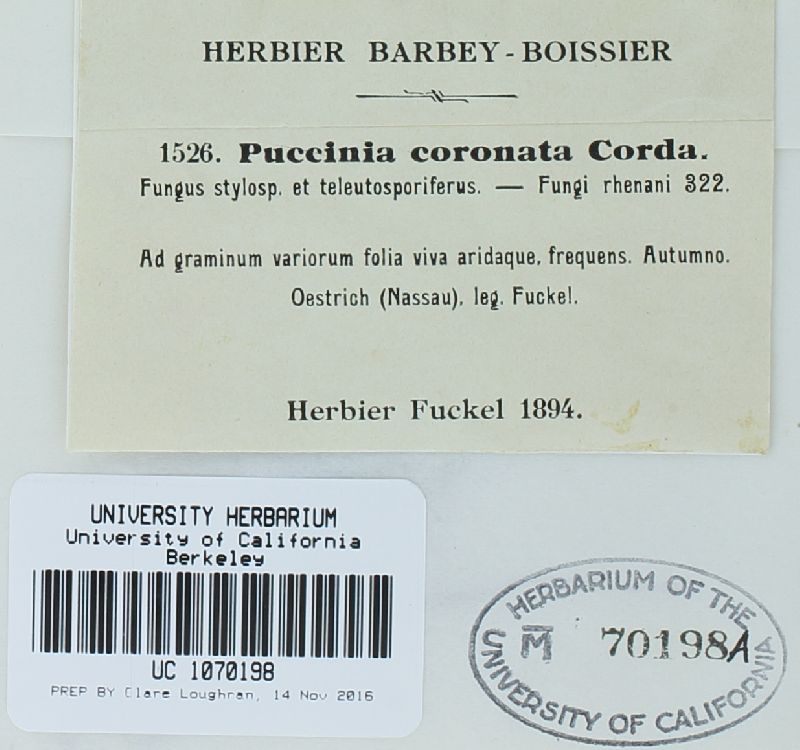 HERBIER BARBEY-BOISSIER
1526. Puccinia coronata Corda.
Fungus stylosp. et teleutosporiferus. — Fungi rhenani 322.
Ad graminum variorum folia viva aridaque, frequens. Autumno.
Oestrich (Nassau), leg. Fuckel.
Herbier Fuckel 1894.
UNIVERSITY HERBARIUM
University of California
Berkeley
UC 1070198
PREP BY Clare Loughran, 14 Nov 2016
HERBARIUM OF THE
M̅ 70198A
UNIVERSITY OF CALIFORNIA